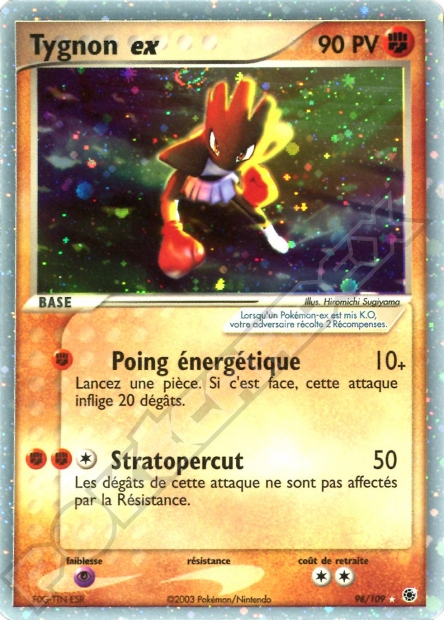 Tygnon ex
90 PV
BASE
Illus. Hiromichi Sugiyama
Lorsqu'un Pokémon-ex est mis K.O,
votre adversaire récolte 2 Récompenses.
Poing énergétique 10+
Lancez une pièce. Si c'est face, cette attaque
inflige 20 dégâts.
Stratopercut 50
Les dégâts de cette attaque ne sont pas affectés
par la Résistance.
faiblesse résistance coût de retraite
©2003 Pokémon/Nintendo
98/109